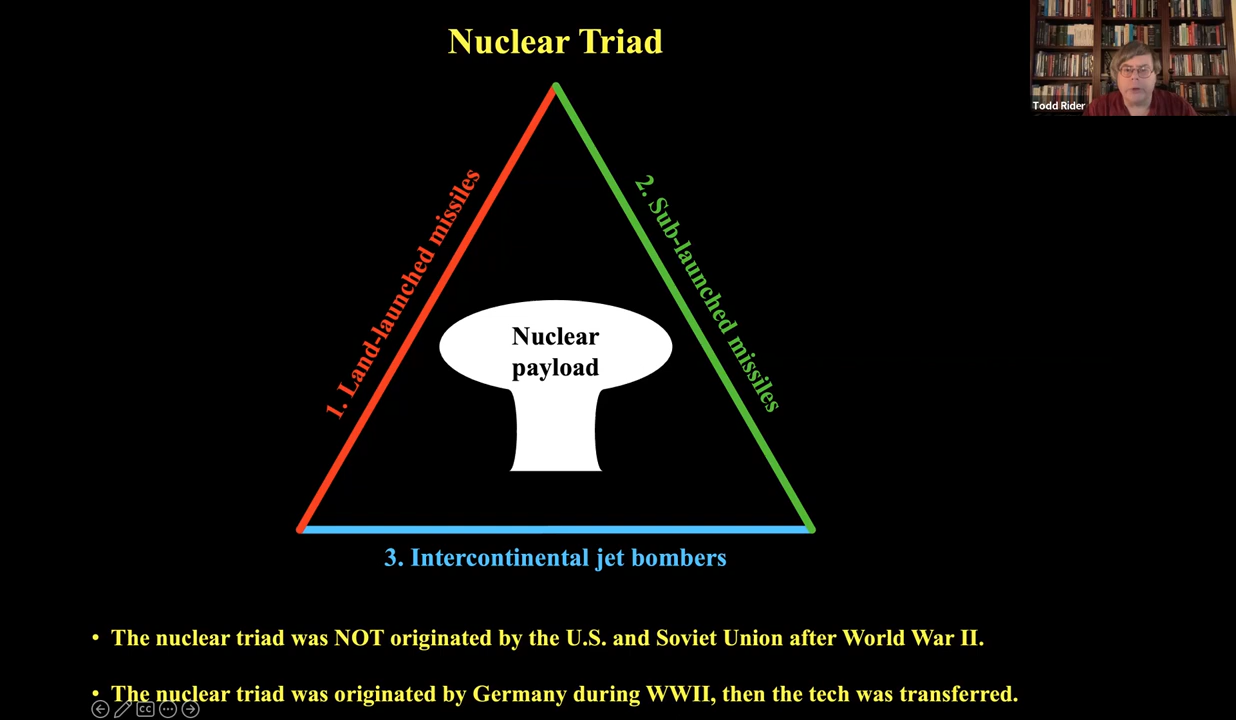 Nuclear Triad
Todd Rider
1. Land-launched missiles
2. Sub-launched missiles
Nuclear
payload
3. Intercontinental jet bombers
• The nuclear triad was NOT originated by the U.S. and Soviet Union after World War II.
• The nuclear triad was originated by Germany during WWII, then the tech was transferred.
CC